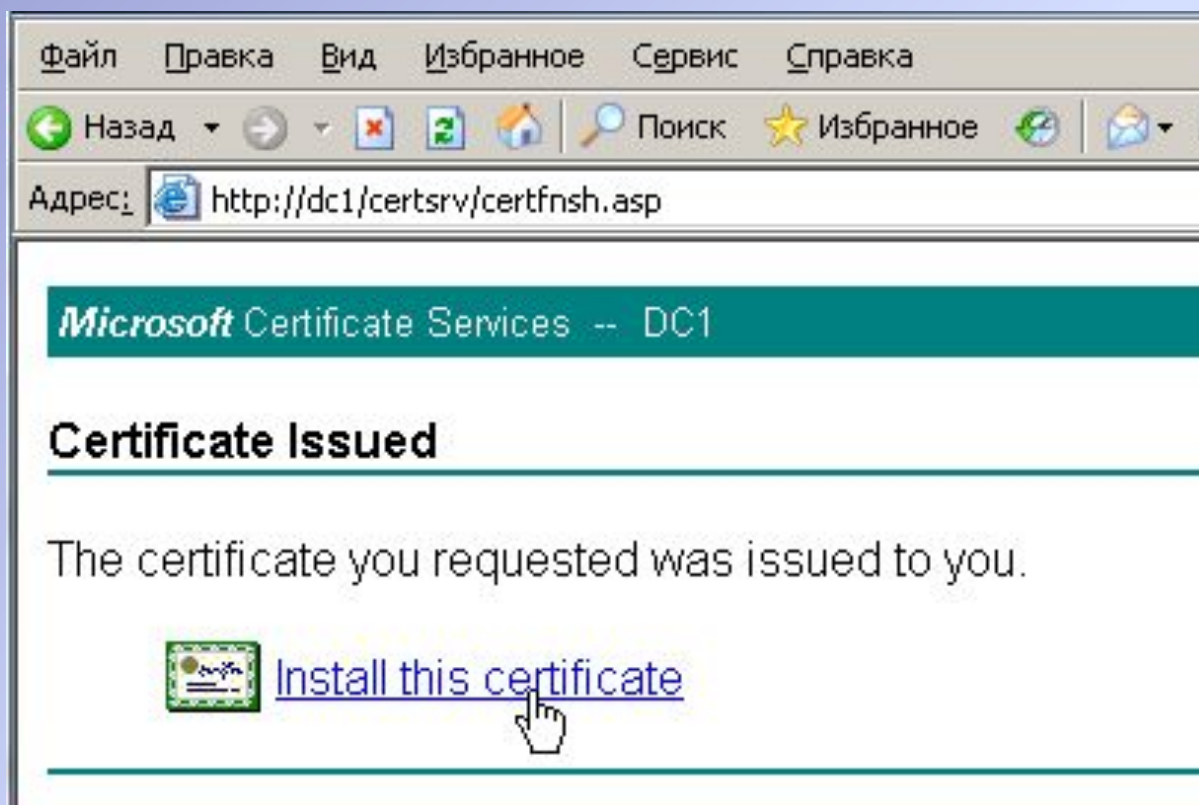 Файл Правка Вид Избранное Сервис Справка
Назад Поиск Избранное
Адрес: http://dc1/certsrv/certfnsh.asp
Microsoft Certificate Services -- DC1
Certificate Issued
The certificate you requested was issued to you.
Install this certificate